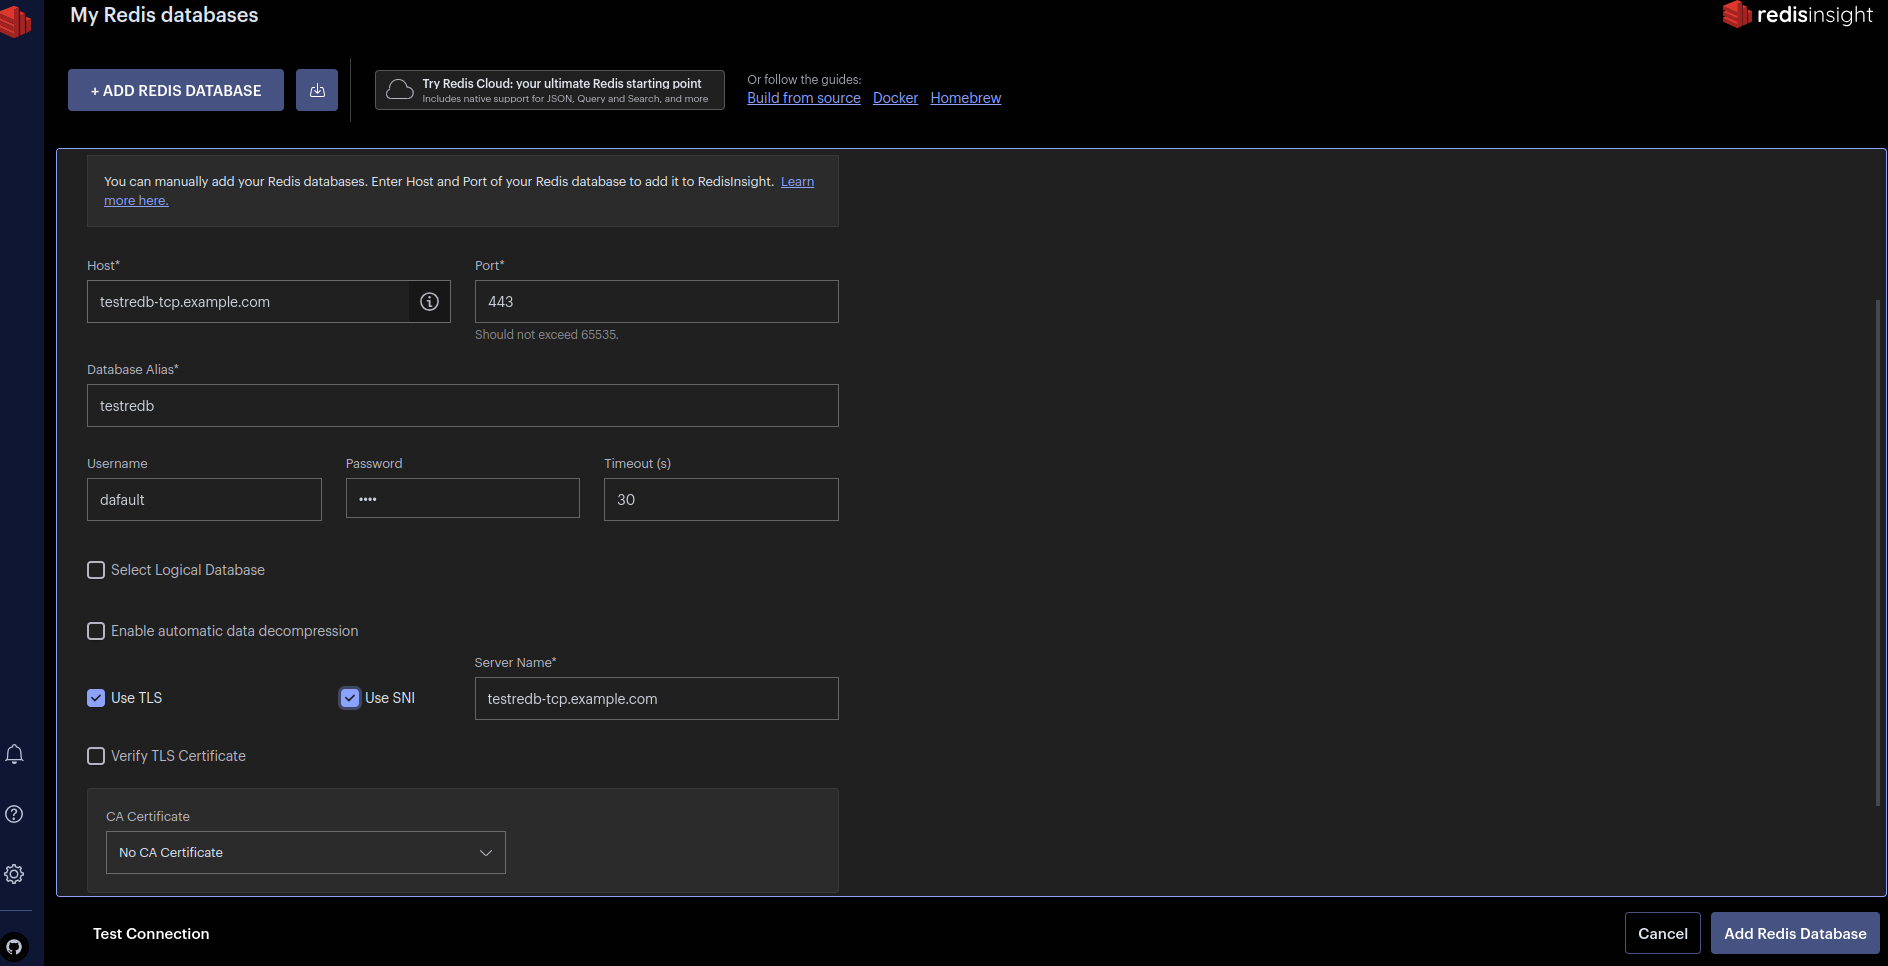 My Redis databases
redisinsight
+ ADD REDIS DATABASE
Try Redis Cloud: your ultimate Redis starting point
Includes native support for JSON, Query and Search, and more
Or follow the guides:
Build from source Docker Homebrew
You can manually add your Redis databases. Enter Host and Port of your Redis database to add it to RedisInsight. Learn
more here.
Host* Port*
testredb-tcp.example.com 443
Should not exceed 65535.
Database Alias*
testredb
Username Password Timeout (s)
dafault •••• 30
Select Logical Database
Enable automatic data decompression
Server Name*
Use TLS Use SNI testredb-tcp.example.com
Verify TLS Certificate
CA Certificate
No CA Certificate
Test Connection Cancel Add Redis Database